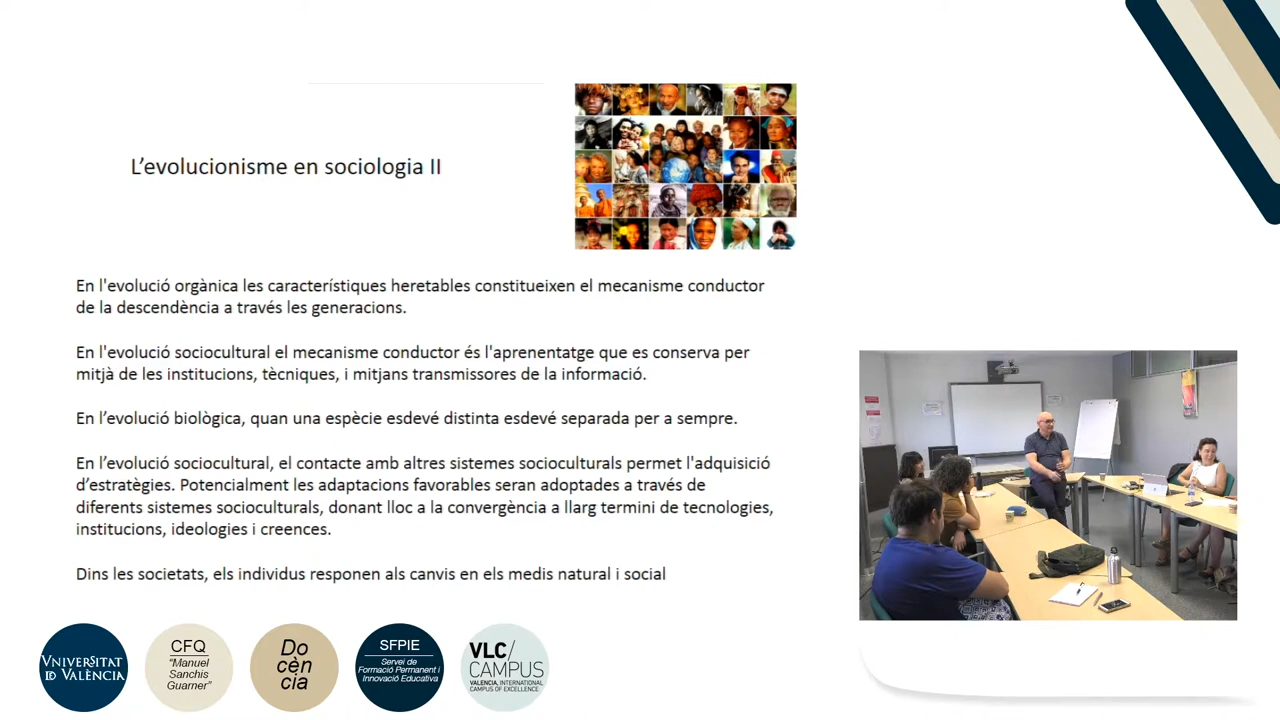 L'evolucionisme en sociologia II
En l'evolució orgànica les característiques heretables constitueixen el mecanisme conductor
de la descendència a través les generacions.
En l'evolució sociocultural el mecanisme conductor és l'aprenentatge que es conserva per
mitjà de les institucions, tècniques, i mitjans transmissores de la informació.
En l’evolució biològica, quan una espècie esdevé distinta esdevé separada per a sempre.
En l’evolució sociocultural, el contacte amb altres sistemes socioculturals permet l'adquisició
d’estratègies. Potencialment les adaptacions favorables seran adoptades a través de
diferents sistemes socioculturals, donant lloc a la convergència a llarg termini de tecnologies,
institucions, ideologies i creences.
Dins les societats, els individus responen als canvis en els medis natural i social
VNIVERSITAT
ID VALÈNCIA
CFQ
“Manuel
Sanchis
Guarner”
Do
cèn
cia
SFPIE
Servei de
Formació Permanent i
Innovació Educativa
VLC/
CAMPUS
VALENCIA, INTERNATIONAL
CAMPUS OF EXCELLENCE